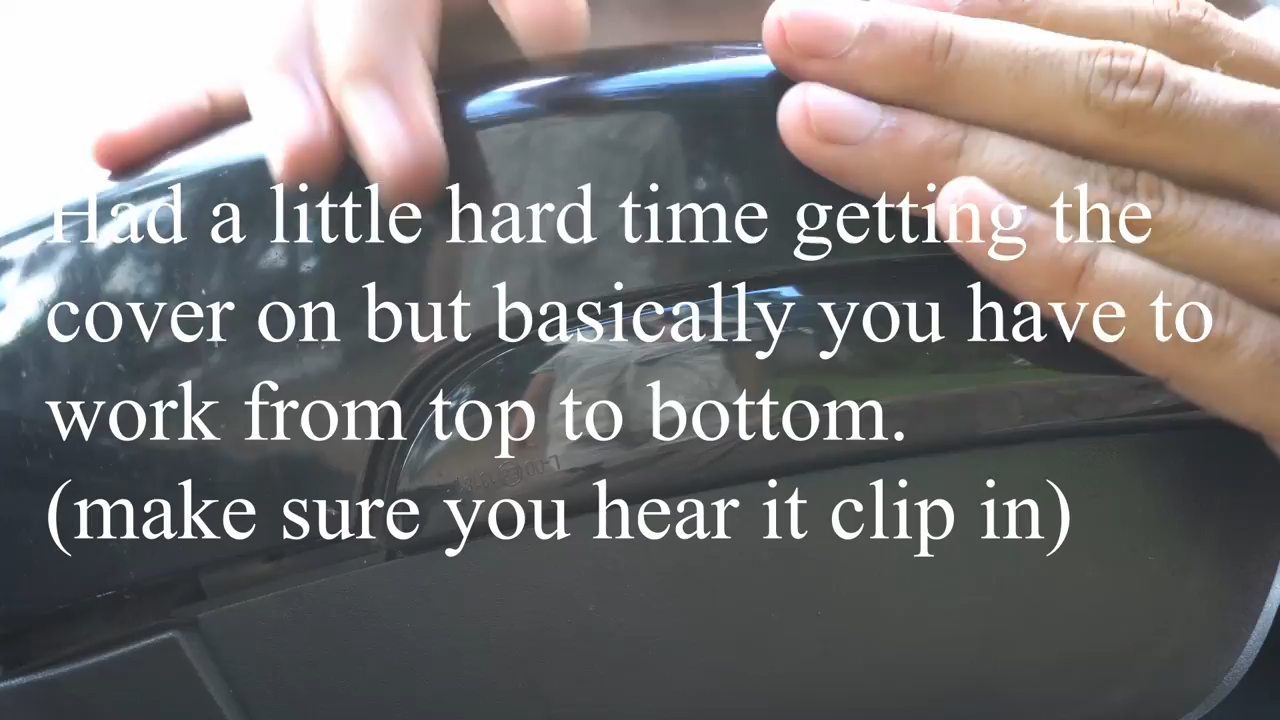 Had a little hard time getting the
cover on but basically you have to
work from top to bottom.
(make sure you hear it clip in)